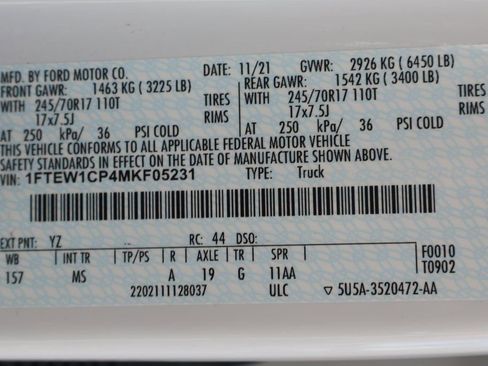 MFD. BY FORD MOTOR CO. DATE: 11/21 GVWR: 2926 KG ( 6450 LB)
FRONT GAWR: 1463 KG ( 3225 LB) REAR GAWR: 1542 KG ( 3400 LB)
WITH 245/70R17 110T TIRES WITH 245/70R17 110T TIRES
17x7.5J RIMS 17x7.5J RIMS
AT 250 kPa/ 36 PSI COLD AT 250 kPa/ 36 PSI COLD
THIS VEHICLE CONFORMS TO ALL APPLICABLE FEDERAL MOTOR VEHICLE
SAFETY STANDARDS IN EFFECT ON THE DATE OF MANUFACTURE SHOWN ABOVE.
VIN: 1FTEW1CP4MKF05231 TYPE: Truck
EXT PNT: YZ RC: 44 DSO:
WB INT TR TP/PS R AXLE TR SPR F0010
157 MS A 19 G 11AA T0902
2202111128037 ULC ▽ 5U5A-3520472-AA